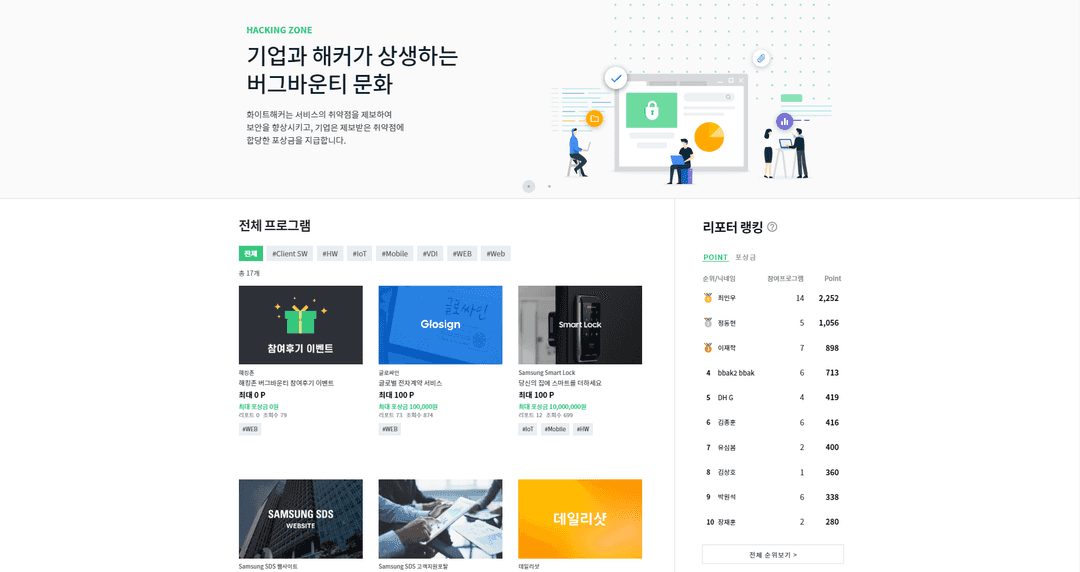 HACKING ZONE
기업과 해커가 상생하는
버그바운티 문화
화이트해커는 서비스의 취약점을 제보하여
보안을 향상시키고, 기업은 제보받은 취약점에
합당한 포상금을 지급합니다.
전체 프로그램
전체 #Client SW #HW #IoT #Mobile #VDI #WEB #Web
총 17개
참여후기 이벤트
해킹존
해킹존 버그바운티 참여후기 이벤트
최대 0 P
최대 포상금 0원
리포트 0 조회수 79
#WEB
글로싸인
Glosign
글로싸인
글로벌 전자계약 서비스
최대 100 P
최대 포상금 100,000원
리포트 73 조회수 874
#WEB
Smart Lock
Samsung Smart Lock
당신의 집에 스마트를 더하세요
최대 100 P
최대 포상금 10,000,000원
리포트 12 조회수 699
#IoT #Mobile #HW
SAMSUNG SDS
WEBSITE
Samsung SDS 웹사이트
Samsung SDS 고객지원포탈
데일리샷
데일리샷
리포터 랭킹 ?
POINT 포상금
순위/닉네임 참여프로그램 Point
1 최인우 14 2,252
2 정동현 5 1,056
3 이재학 7 898
4 bbak2 bbak 6 713
5 DH G 4 419
6 김종훈 6 416
7 유심봄 2 400
8 김상호 1 360
9 박원석 6 338
10 장재훈 2 280
전체 순위보기 >